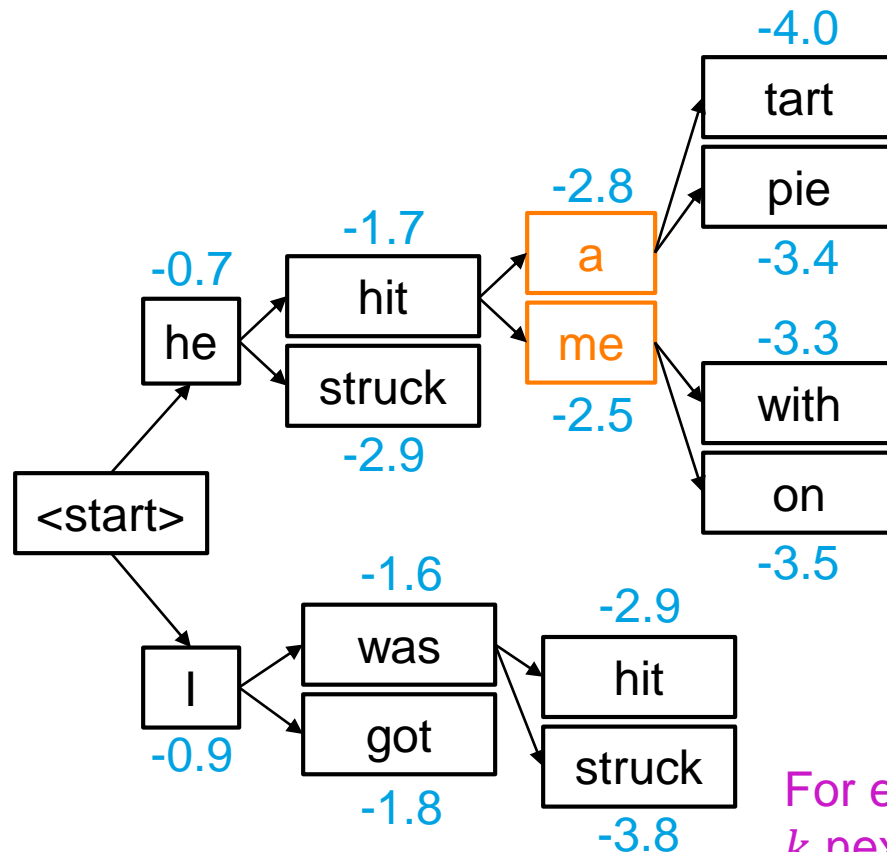 -4.0
tart
pie
-3.4
-2.8
a
me
-2.5
-1.7
hit
struck
-2.9
-0.7
he
-3.3
with
on
-3.5
<start>
-1.6
was
got
-1.8
-2.9
hit
struck
-3.8
I
-0.9
For e
k nex